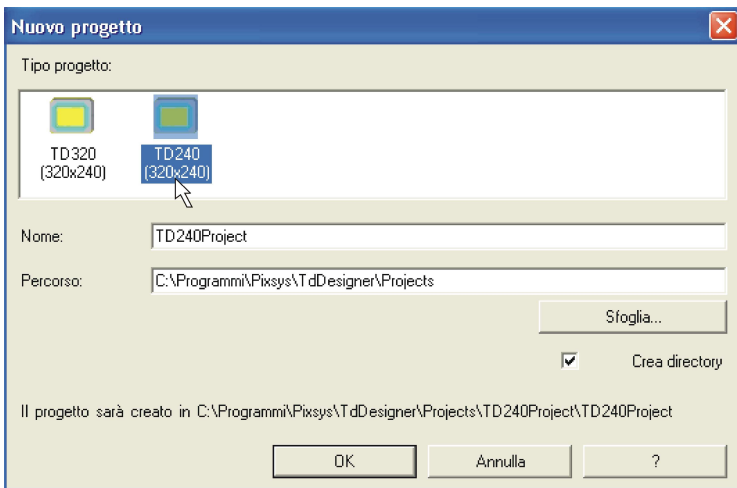 Nuovo progetto
Tipo progetto:
TD320
(320x240)
TD240
(320x240)
Nome:
TD240Project
Percorso:
C:\Programmi\Pixsys\TdDesigner\Projects
Sfoglia...
Crea directory
Il progetto sarà creato in C:\Programmi\Pixsys\TdDesigner\Projects\TD240Project\TD240Project
OK
Annulla
?